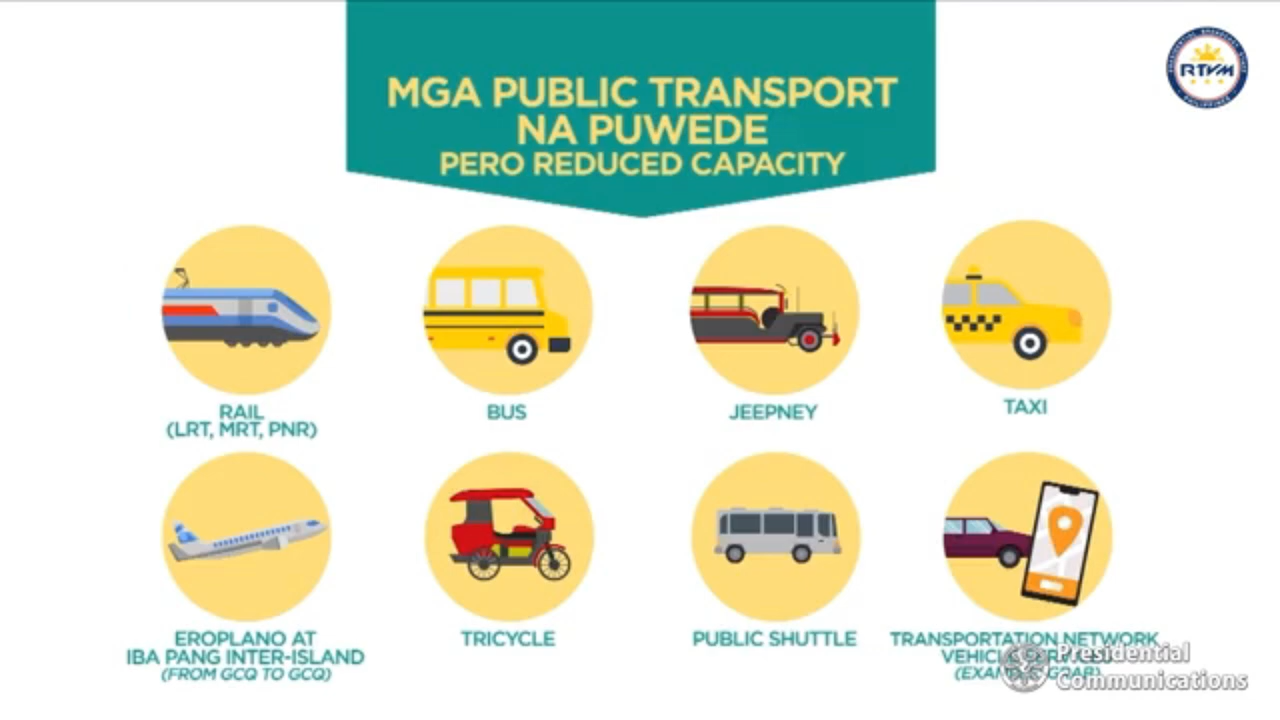 MGA PUBLIC TRANSPORT
NA PUWEDE
PERO REDUCED CAPACITY
RTVM
PHILIPPINES
RAIL
(LRT, MRT, PNR)
BUS
JEEPNEY
TAXI
EROPLANO AT
IBA PANG INTER-ISLAND
(FROM GCQ TO GCQ)
TRICYCLE
PUBLIC SHUTTLE
TRANSPORTATION NETWORK
Presidential
Communications